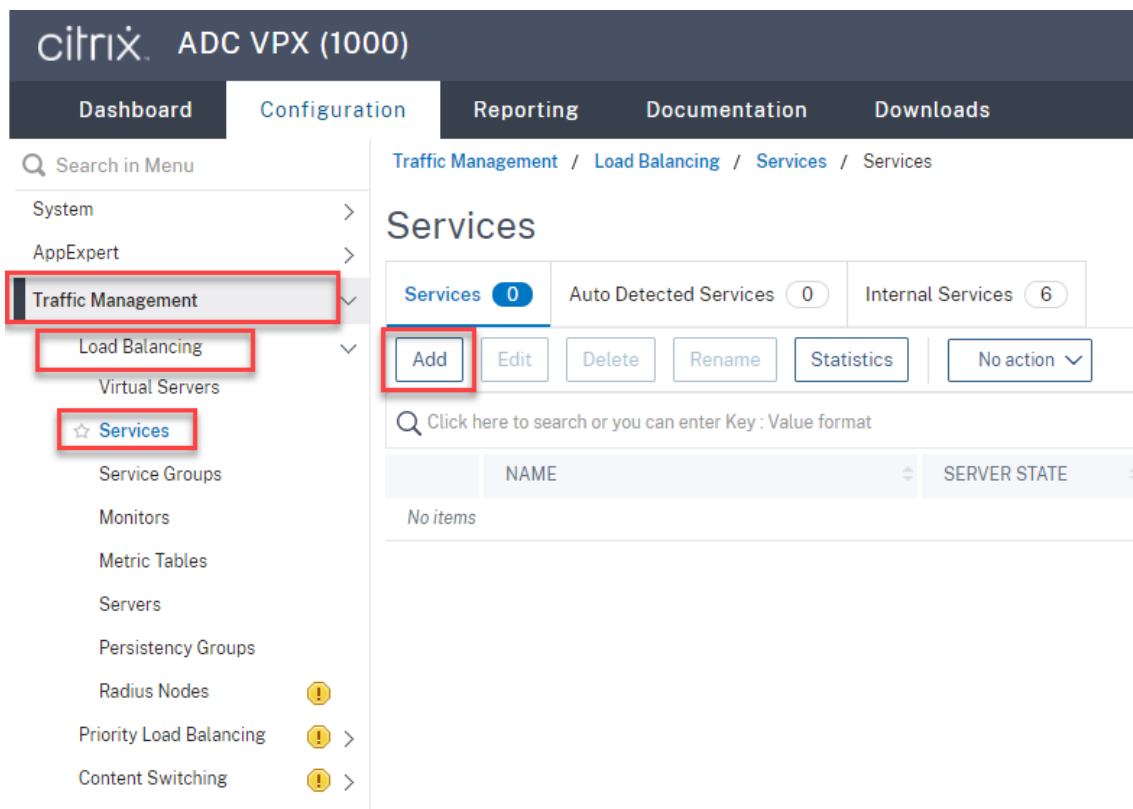 citrix. ADC VPX (1000)
Dashboard Configuration Reporting Documentation Downloads
Search in Menu
System
AppExpert
Traffic Management
Load Balancing
Virtual Servers
Services
Service Groups
Monitors
Metric Tables
Servers
Persistency Groups
Radius Nodes
Priority Load Balancing
Content Switching
Traffic Management / Load Balancing / Services / Services
Services
Services 0 Auto Detected Services 0 Internal Services 6
Add Edit Delete Rename Statistics No action
Click here to search or you can enter Key : Value format
NAME SERVER STATE
No items